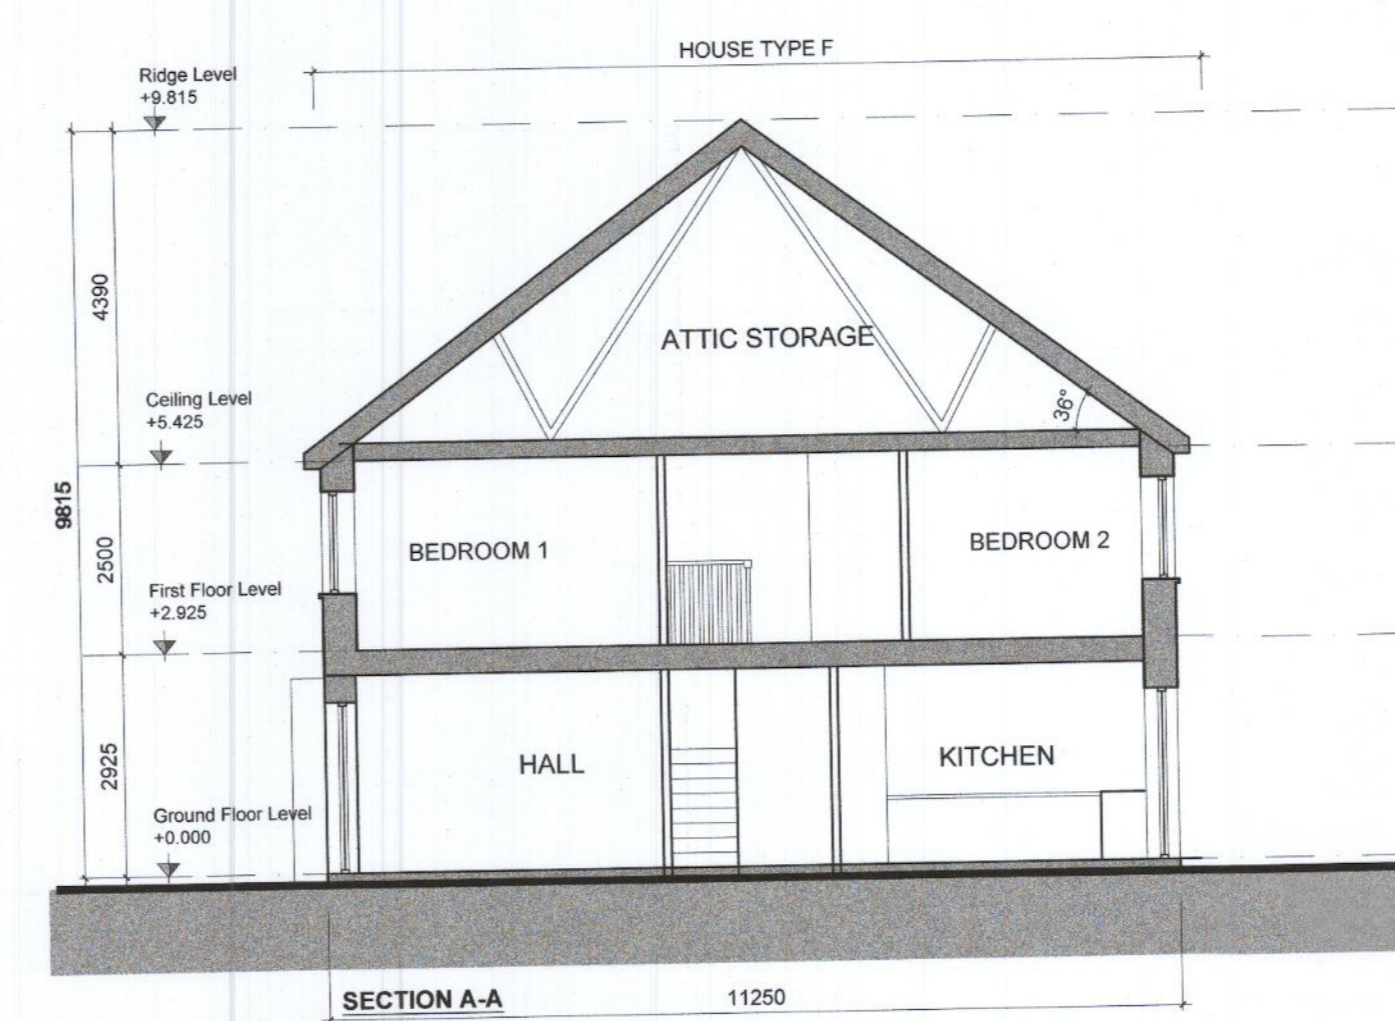 HOUSE TYPE F
Ridge Level
+9.815
4390
ATTIC STORAGE
36°
Ceiling Level
+5.425
9815
2500
BEDROOM 1
BEDROOM 2
First Floor Level
+2.925
2925
HALL
KITCHEN
Ground Floor Level
+0.000
SECTION A-A
11250